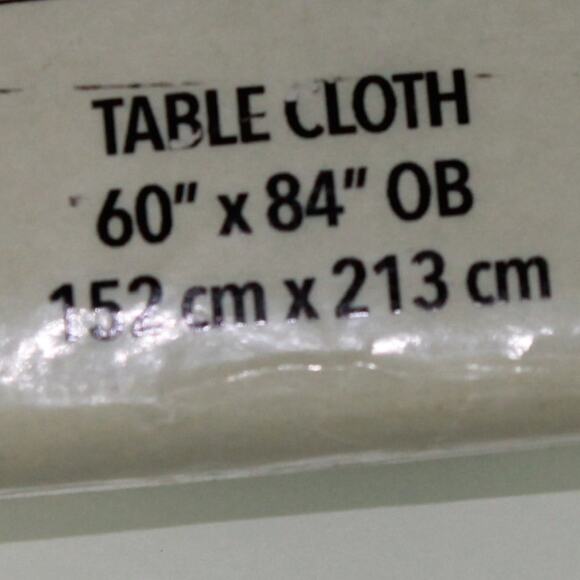 TABLE CLOTH
60" x 84" OB
152 cm x 213 cm